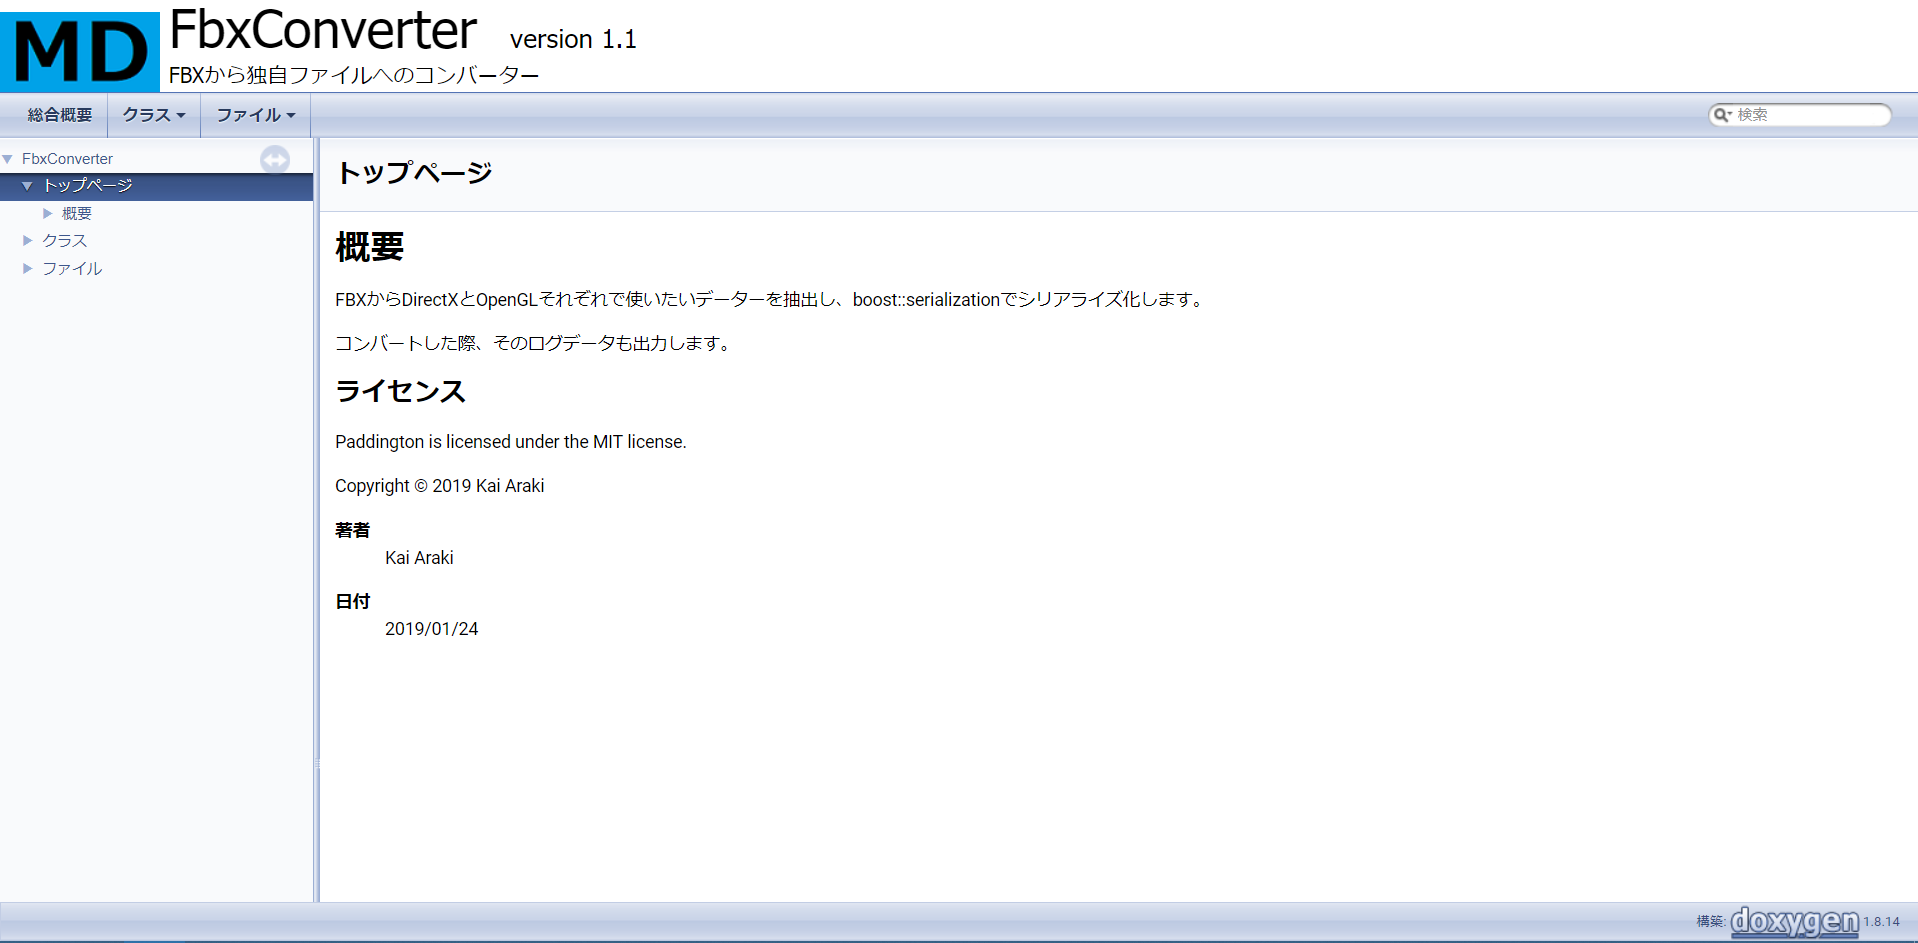 MD
FbxConverter version 1.1
FBXから独自ファイルへのコンバーター
総合概要 クラス ファイル 検索
FbxConverter
トップページ
概要
クラス
ファイル
トップページ
概要
FBXからDirectXとOpenGLそれぞれで使いたいデーターを抽出し、boost::serializationでシリアライズ化します。
コンバートした際、そのログデータも出力します。
ライセンス
Paddington is licensed under the MIT license.
Copyright © 2019 Kai Araki
著者
Kai Araki
日付
2019/01/24
構築: doxygen 1.8.14